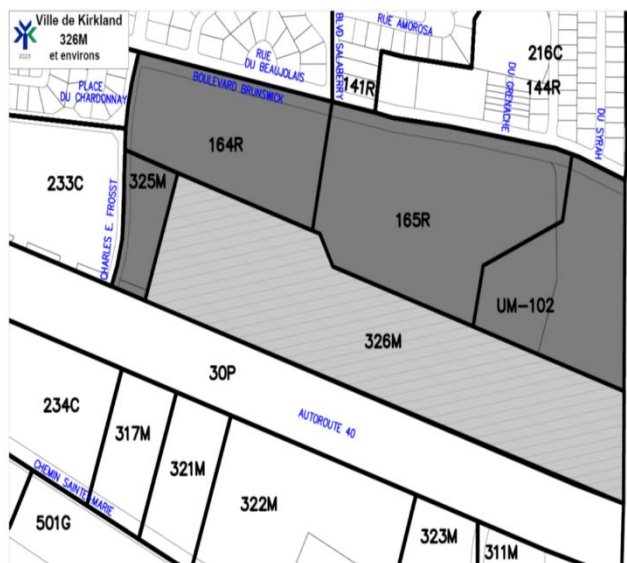 Ville de Kirkland
326M
et environs
2023
RUE AMOROSA
BLVD SALABERRY
216C
RUE
DU BEAUJOLAIS
BOULEVARD BRUNSWICK
141R
144R
DU GRENACHE
DU SYRAH
PLACE
DU CHARDONNAY
164R
233C
325M
165R
CHARLES E. FROSST
UM-102
326M
30P
AUTOROUTE 40
234C
317M
321M
322M
CHEMIN SAINTE-MARIE
501G
323M
311M